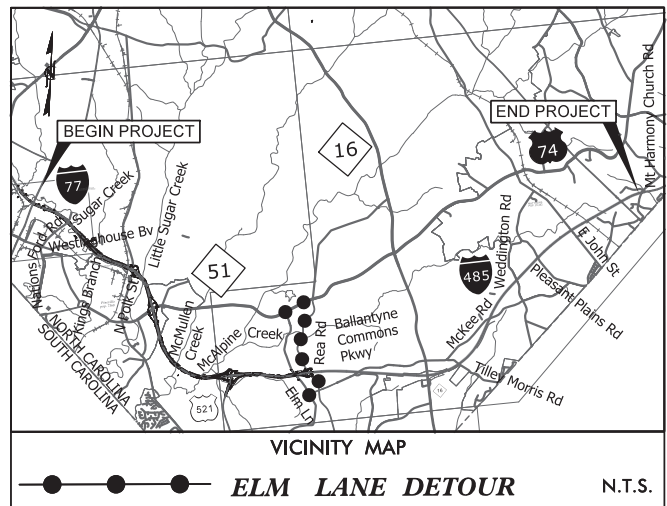 Mt Harmony Church Rd
END PROJECT
BEGIN PROJECT
74
16
77
Sugar Creek
Little Sugar Creek
Nations Ford Rd
Westinghouse Bv
Weddington Rd
E John St
51
485
Kings Branch
N Polk St
Pleasant Plains Rd
McMullen
Creek
McAlpine Creek
Rea Rd
Ballantyne
Commons
Pkwy
McKee Rd
NORTH CAROLINA
SOUTH CAROLINA
Tilley Morris Rd
Elm Ln
521
16
VICINITY MAP
ELM LANE DETOUR
N.T.S.